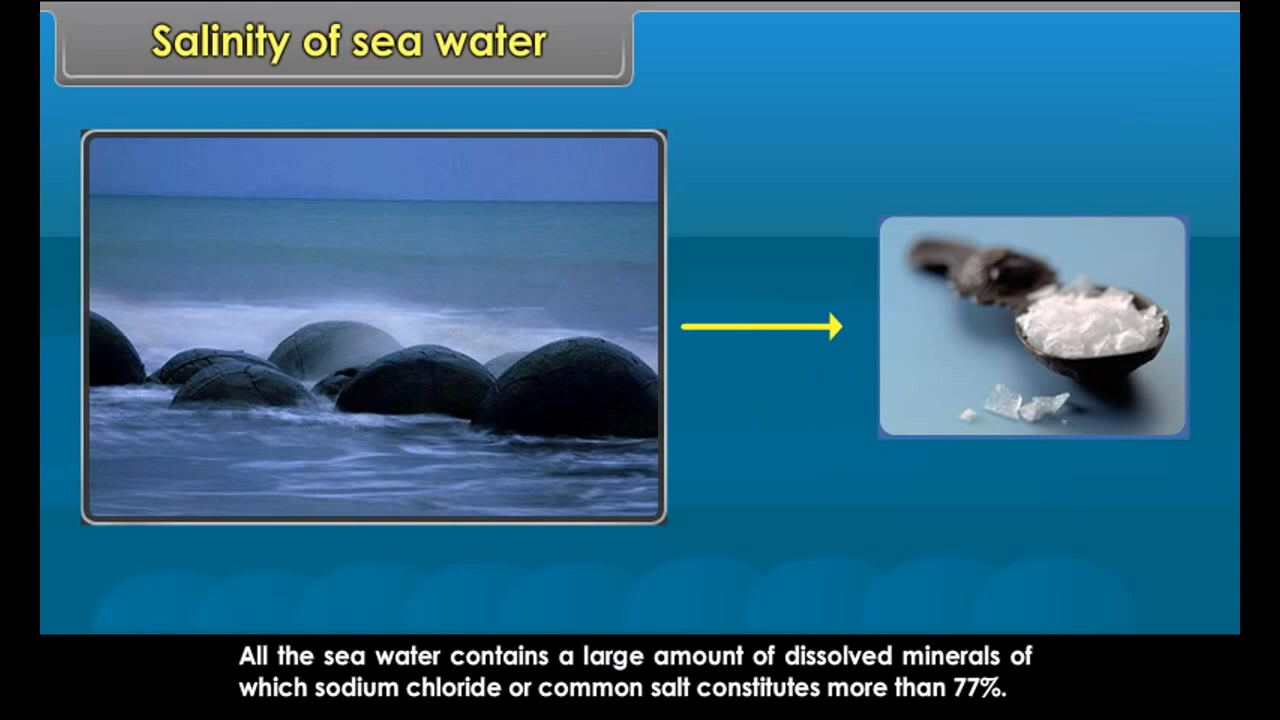 Salinity of sea water
All the sea water contains a large amount of dissolved minerals of
which sodium chloride or common salt constitutes more than 77%.